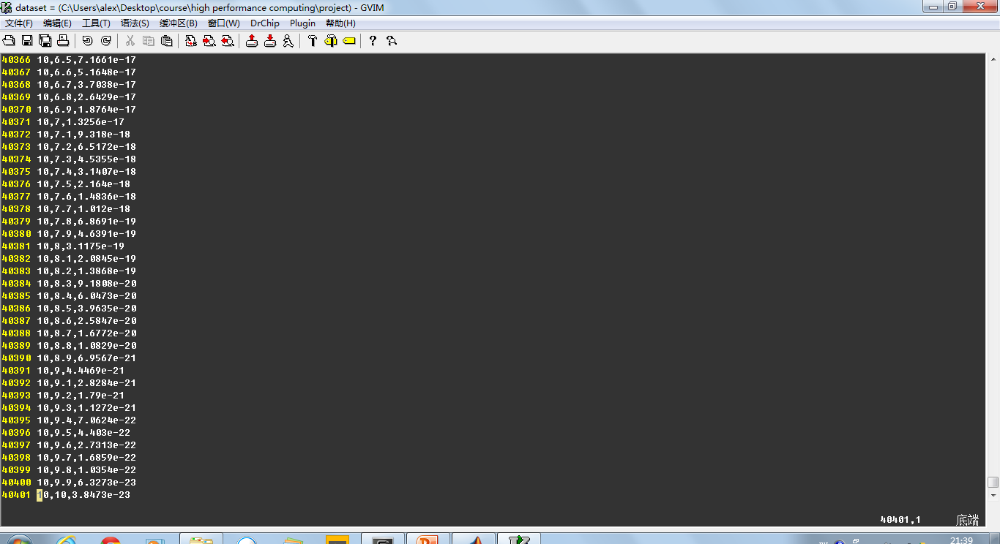 dataset = (C:\Users\alex\Desktop\course\high performance computing\project) - GVIM
文件(F) 编辑(E) 工具(T) 语法(S) 缓冲区(B) 窗口(W) DrChip Plugin 帮助(H)
40366 10,6.5,7.1661e-17
40367 10,6.6,5.1648e-17
40368 10,6.7,3.7038e-17
40369 10,6.8,2.6429e-17
40370 10,6.9,1.8764e-17
40371 10,7,1.3256e-17
40372 10,7.1,9.318e-18
40373 10,7.2,6.5172e-18
40374 10,7.3,4.5355e-18
40375 10,7.4,3.1407e-18
40376 10,7.5,2.164e-18
40377 10,7.6,1.4836e-18
40378 10,7.7,1.012e-18
40379 10,7.8,6.8691e-19
40380 10,7.9,4.6391e-19
40381 10,8,3.1175e-19
40382 10,8.1,2.0845e-19
40383 10,8.2,1.3868e-19
40384 10,8.3,9.1808e-20
40385 10,8.4,6.0473e-20
40386 10,8.5,3.9635e-20
40387 10,8.6,2.5847e-20
40388 10,8.7,1.6772e-20
40389 10,8.8,1.0829e-20
40390 10,8.9,6.9567e-21
40391 10,9,4.4469e-21
40392 10,9.1,2.8284e-21
40393 10,9.2,1.79e-21
40394 10,9.3,1.1272e-21
40395 10,9.4,7.0624e-22
40396 10,9.5,4.403e-22
40397 10,9.6,2.7313e-22
40398 10,9.7,1.6859e-22
40399 10,9.8,1.0354e-22
40400 10,9.9,6.3273e-23
40401 10,10,3.8473e-23
40401,1 底端
21:39